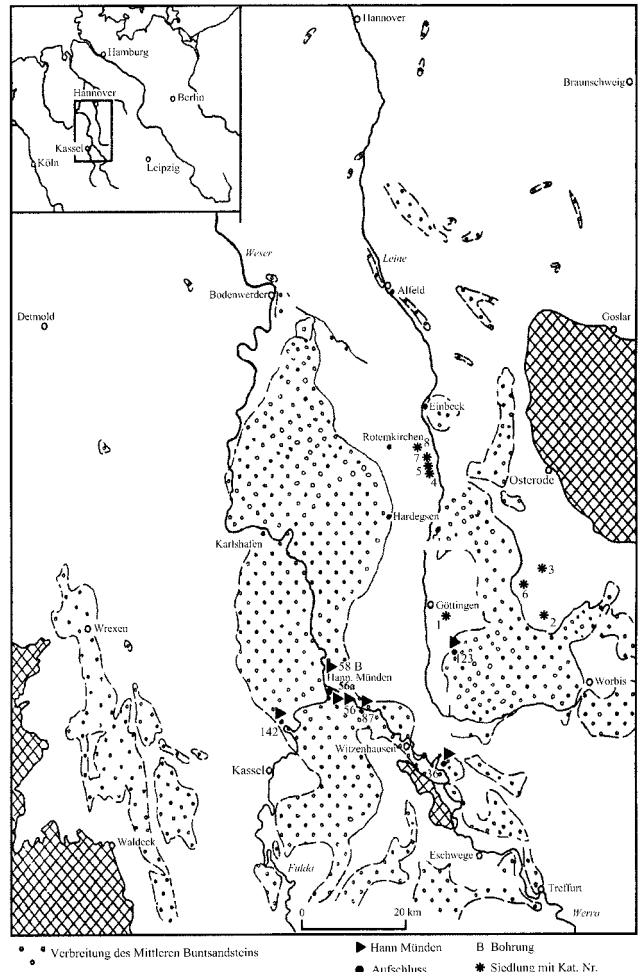 Hamburg
Hannover
Berlin
Kassel
Köln
Leipzig
Hannover
Braunschweig
Weser
Leine
Bodenwerder
Alfeld
Detmold
Goslar
Einbeck
Rotemkirchen
8
7
5
4
Osterode
Hardegsen
Karlshafen
3
6
Göttingen
1
2
Wrexen
123
58 B
Hann. Münden
56a
Worbis
56
87
142
Witzenhausen
Kassel
36
Waldeck
Eschwege
Fulda
Treffurt
Werra
0 20 km
Verbreitung des Mittleren Buntsandsteins
Hann Münden B Bohrung
Aufschluss Siedlung mit Kat. Nr.